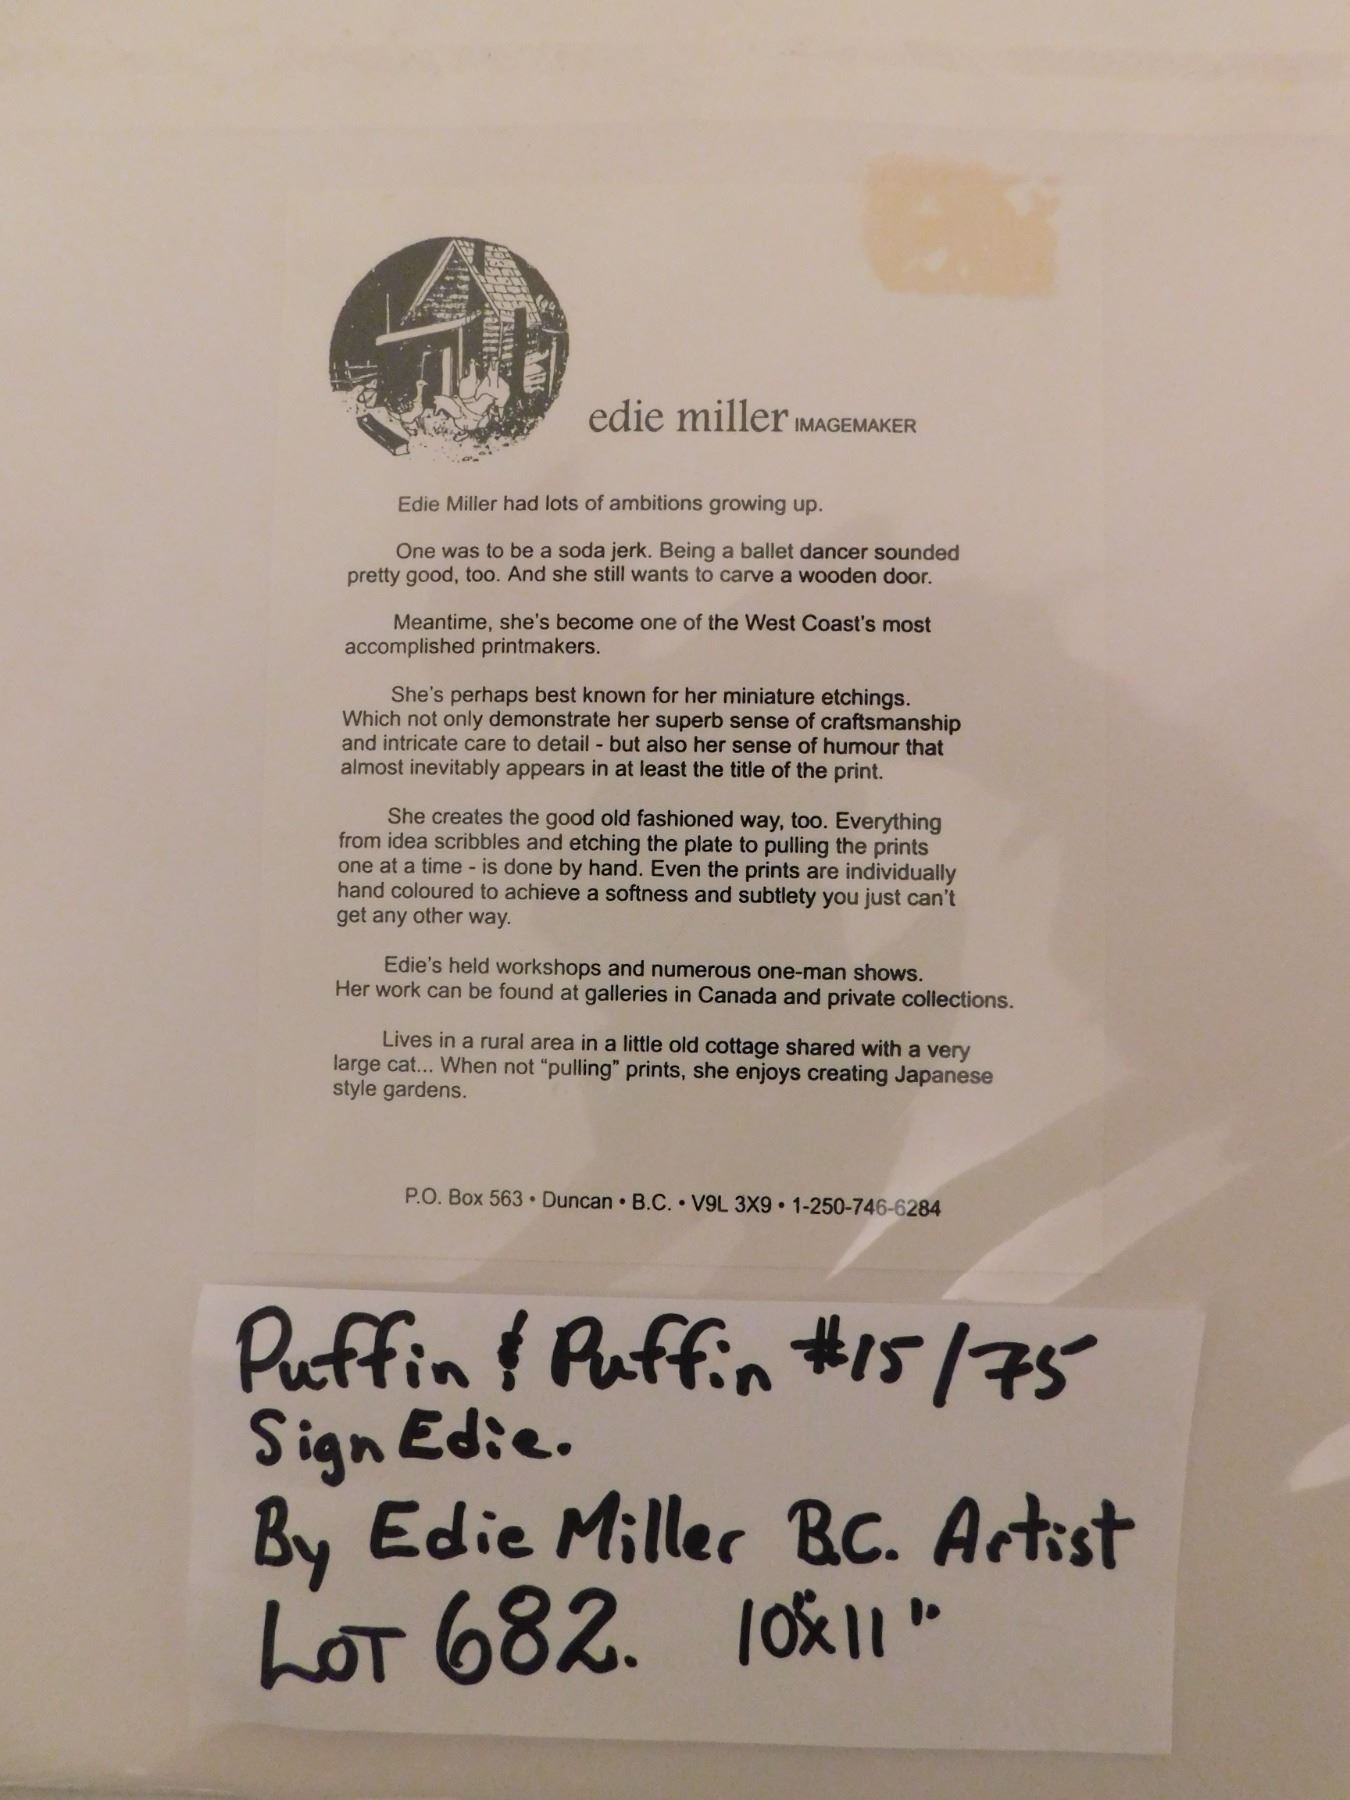 edie miller IMAGEMAKER
Edie Miller had lots of ambitions growing up.
One was to be a soda jerk. Being a ballet dancer sounded
pretty good, too. And she still wants to carve a wooden door.
Meantime, she's become one of the West Coast's most
accomplished printmakers.
She's perhaps best known for her miniature etchings.
Which not only demonstrate her superb sense of craftsmanship
and intricate care to detail - but also her sense of humour that
almost inevitably appears in at least the title of the print.
She creates the good old fashioned way, too. Everything
from idea scribbles and etching the plate to pulling the prints
one at a time - is done by hand. Even the prints are individually
hand coloured to achieve a softness and subtlety you just can't
get any other way.
Edie's held workshops and numerous one-man shows.
Her work can be found at galleries in Canada and private collections.
Lives in a rural area in a little old cottage shared with a very
large cat... When not “pulling” prints, she enjoys creating Japanese
style gardens.
P.O. Box 563 • Duncan • B.C. • V9L 3X9 • 1-250-746-6284
Puffin & Puffin #15/75
Sign Edie.
By Edie Miller B.C. Artist
LOT 682. 10"x11"